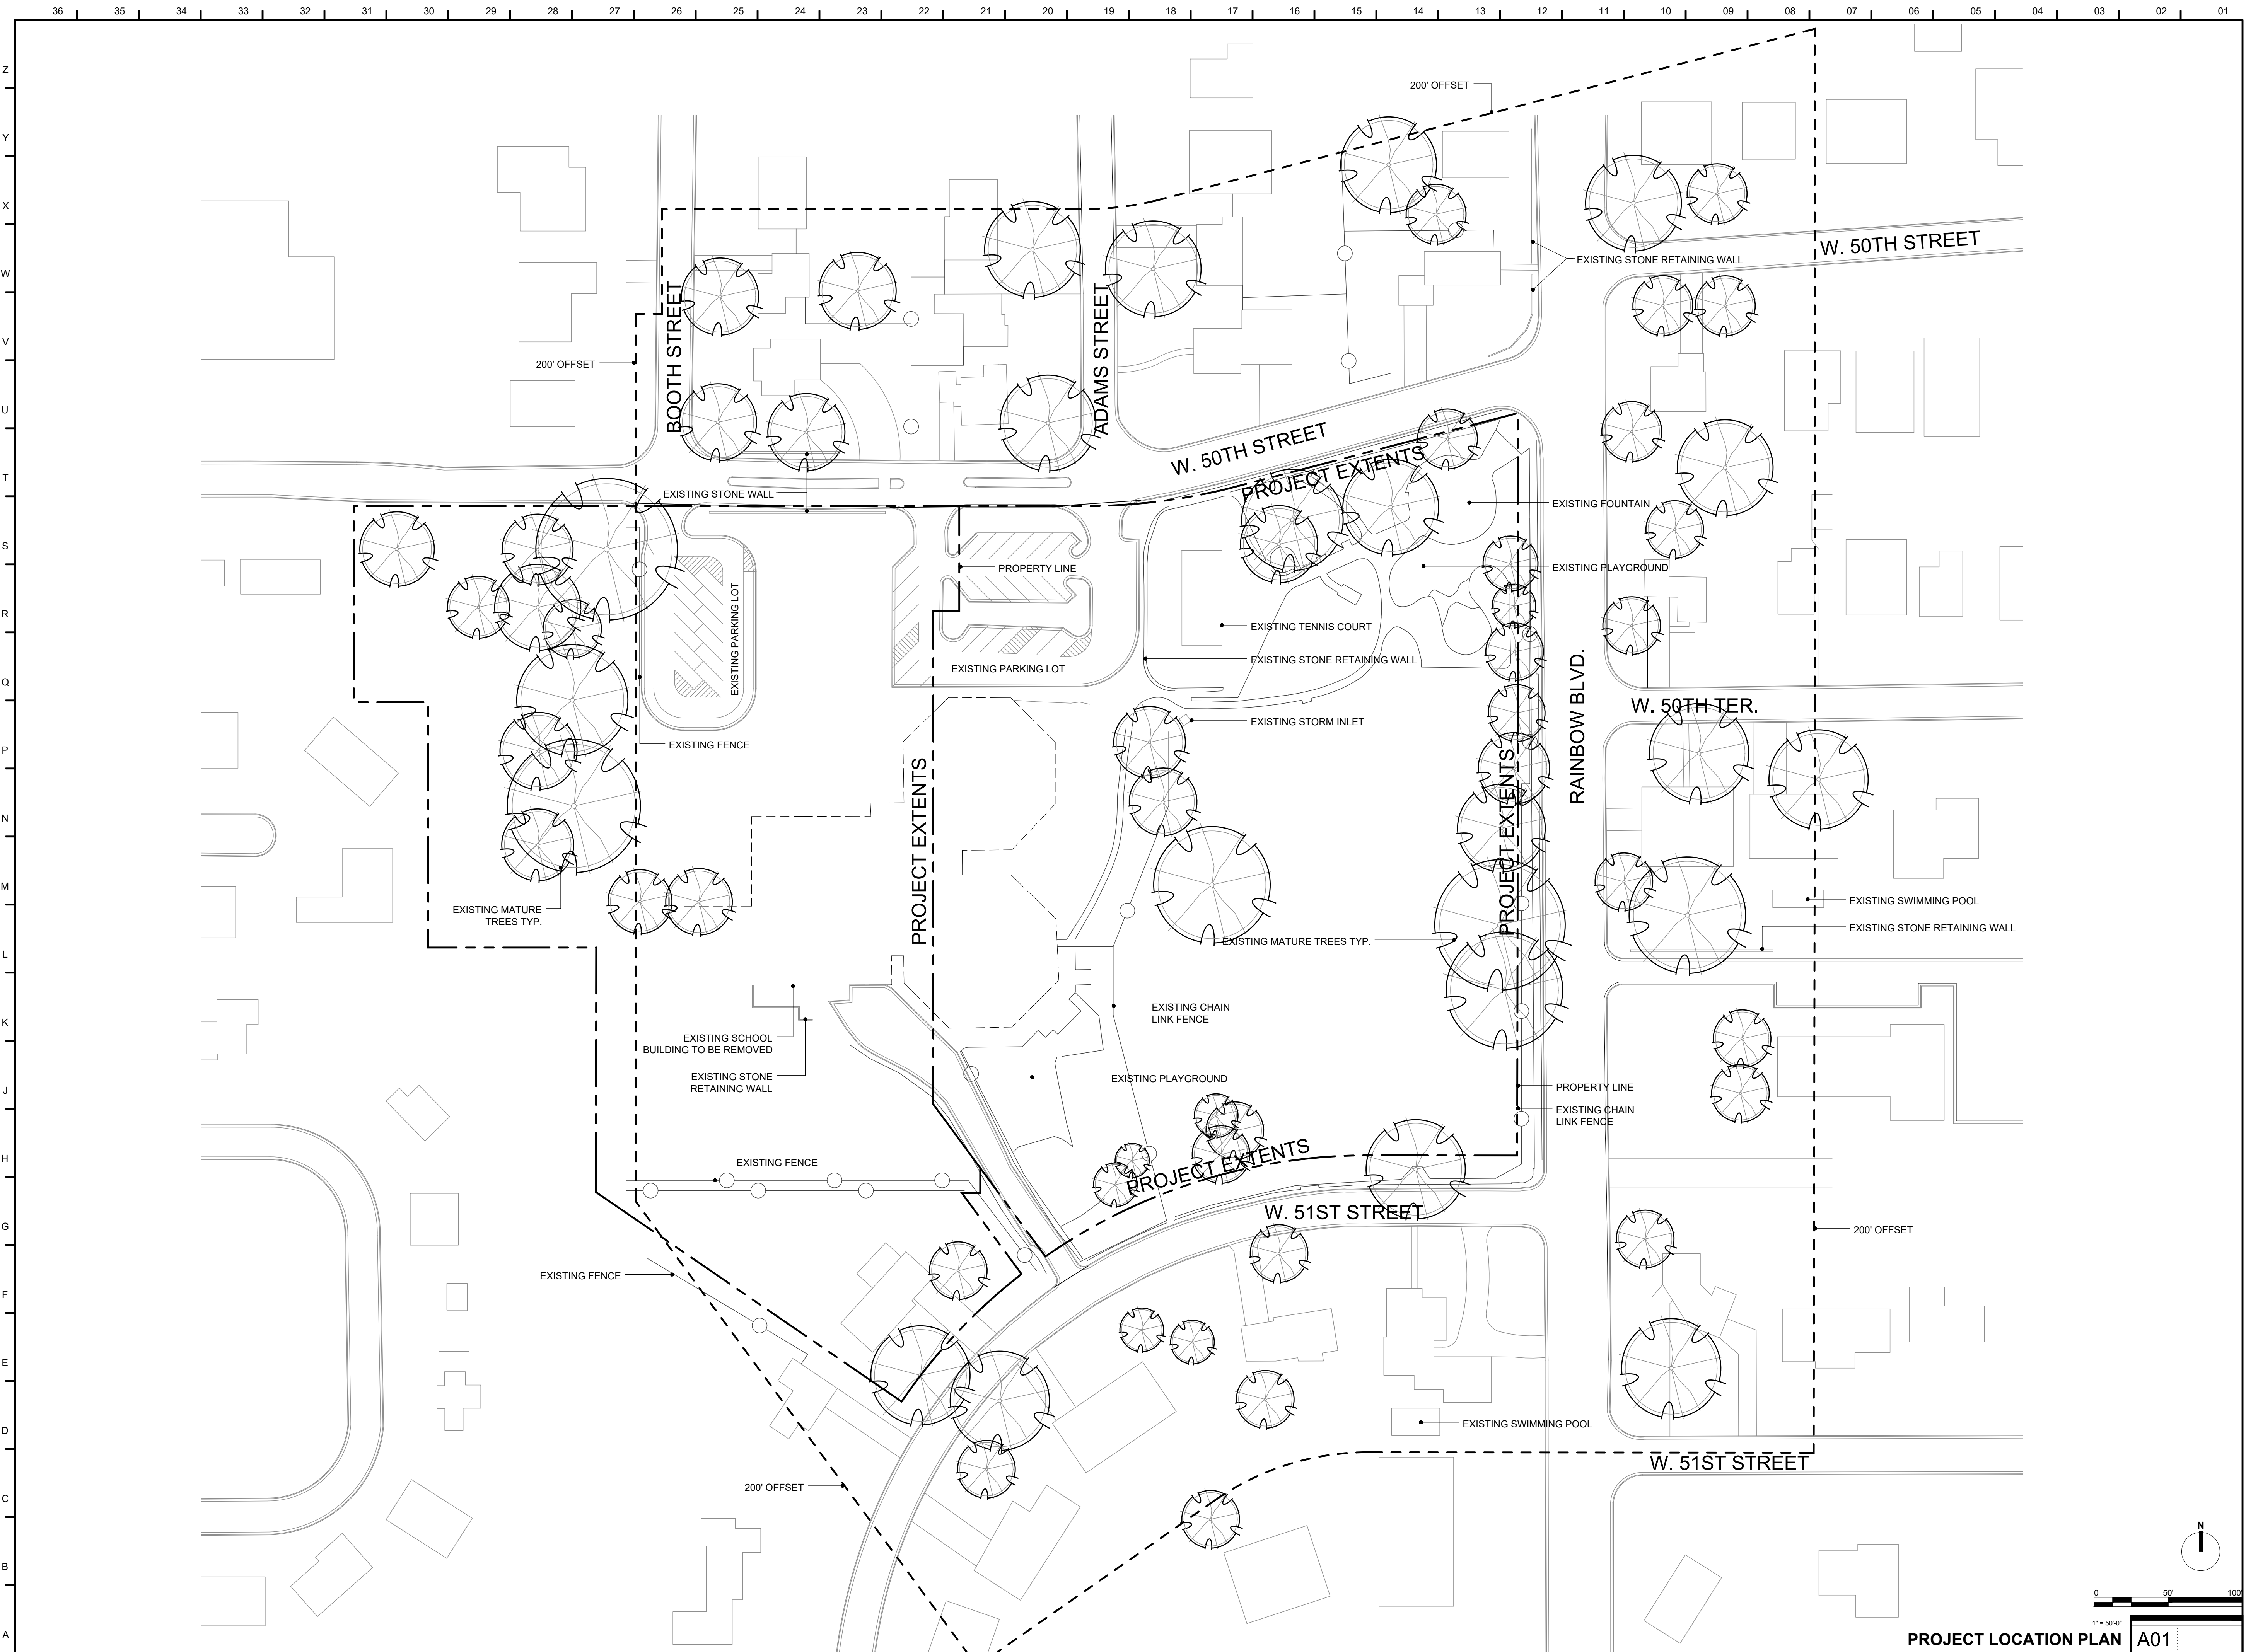 36 35 34 33 32 31 30 29 28 27 26 25 24 23 22 21 20 19 18 17 16 15 14 13 12 11 10 09 08 07 06 05 04 03 02 01
Z
200' OFFSET
Y
X
W. 50TH STREET
EXISTING STONE RETAINING WALL
W
BOOTH STREET
ADAMS STREET
V
200' OFFSET
U
W. 50TH STREET
PROJECT EXTENTS
T
EXISTING STONE WALL
EXISTING FOUNTAIN
S
PROPERTY LINE
EXISTING PLAYGROUND
EXISTING PARKING LOT
R
EXISTING TENNIS COURT
EXISTING STONE RETAINING WALL
EXISTING PARKING LOT
Q
RAINBOW BLVD.
W. 50TH TER.
EXISTING STORM INLET
EXISTING FENCE
P
PROJECT EXTENTS
PROJECT EXTENTS
N
M
EXISTING SWIMMING POOL
EXISTING MATURE
TREES TYP.
EXISTING STONE RETAINING WALL
EXISTING MATURE TREES TYP.
L
EXISTING CHAIN
LINK FENCE
K
EXISTING SCHOOL
BUILDING TO BE REMOVED
EXISTING STONE
RETAINING WALL
EXISTING PLAYGROUND
PROPERTY LINE
J
EXISTING CHAIN
LINK FENCE
EXISTING FENCE
PROJECT EXTENTS
H
W. 51ST STREET
G
200' OFFSET
EXISTING FENCE
F
E
EXISTING SWIMMING POOL
D
W. 51ST STREET
200' OFFSET
C
N
B
0 50' 100'
1" = 50'-0"
PROJECT LOCATION PLAN
A01
A